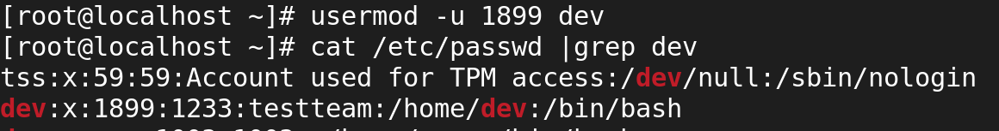 [root@localhost ~]# usermod -u 1899 dev
[root@localhost ~]# cat /etc/passwd |grep dev
tss:x:59:59:Account used for TPM access:/dev/null:/sbin/nologin
dev:x:1899:1233:testteam:/home/dev:/bin/bash